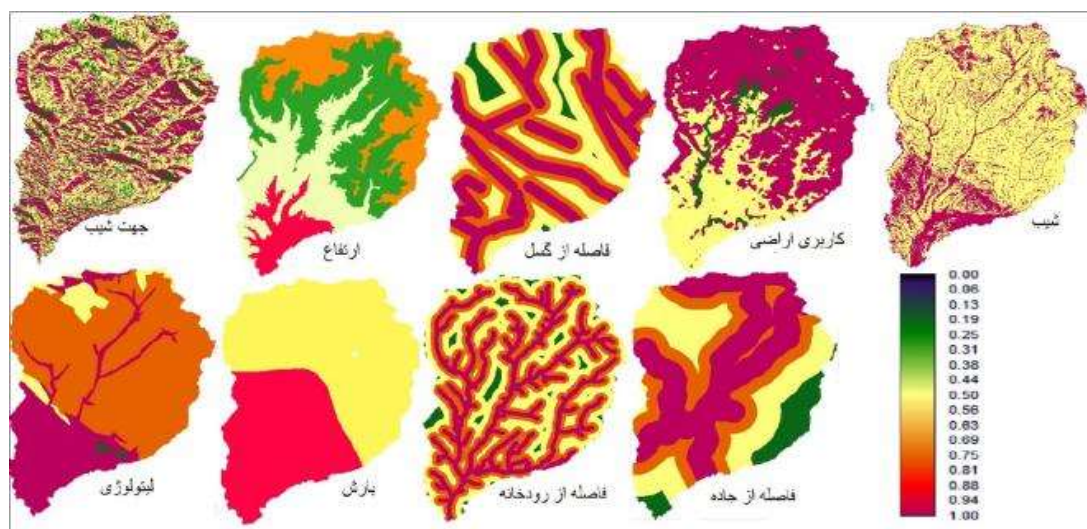 جهت شیب
ارتفاع
فاصله از گسل
کاربری اراضی
شیب
لیتولوژی
بارش
فاصله از رودخانه
فاصله از جاده
0.00
0.06
0.13
0.19
0.25
0.31
0.38
0.44
0.50
0.56
0.63
0.69
0.75
0.81
0.88
0.94
1.00